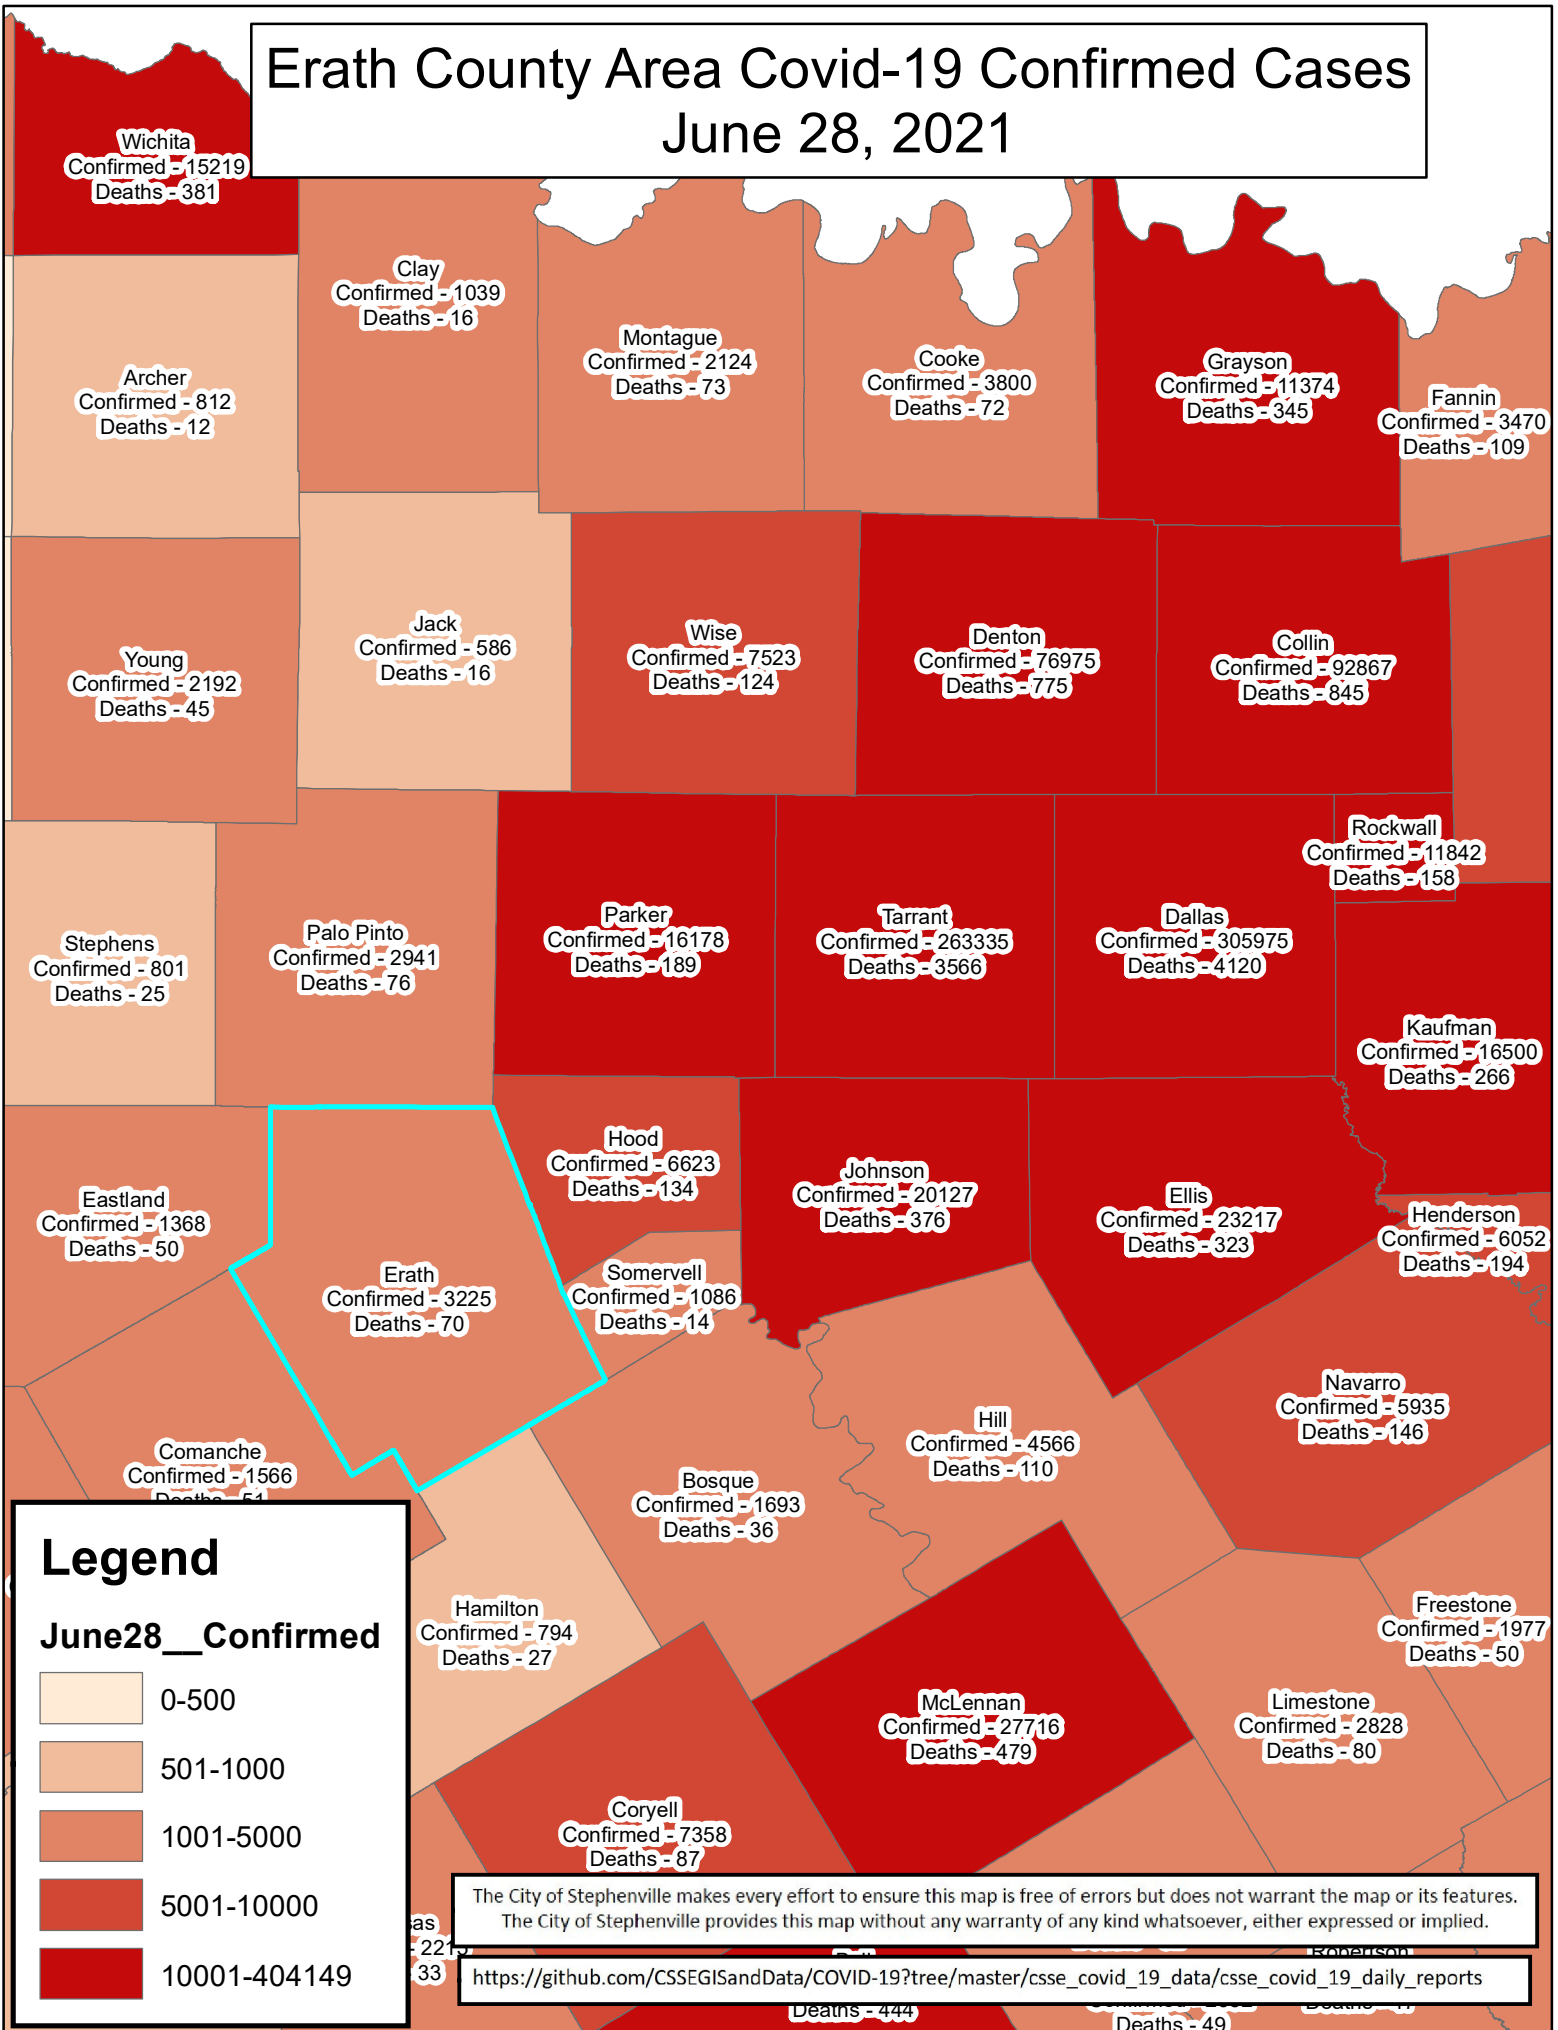 Erath County Area Covid-19 Confirmed Cases
June 28, 2021
Wichita
Confirmed - 15219
Deaths - 381
Clay
Confirmed - 1039
Deaths - 16
Montague
Confirmed - 2124
Deaths - 73
Cooke
Confirmed - 3800
Deaths - 72
Grayson
Confirmed - 11374
Deaths - 345
Fannin
Confirmed - 3470
Deaths - 109
Archer
Confirmed - 812
Deaths - 12
Young
Confirmed - 2192
Deaths - 45
Jack
Confirmed - 586
Deaths - 16
Wise
Confirmed - 7523
Deaths - 124
Denton
Confirmed - 76975
Deaths - 775
Collin
Confirmed - 92867
Deaths - 845
Rockwall
Confirmed - 11842
Deaths - 158
Stephens
Confirmed - 801
Deaths - 25
Palo Pinto
Confirmed - 2941
Deaths - 76
Parker
Confirmed - 16178
Deaths - 189
Tarrant
Confirmed - 263335
Deaths - 3566
Dallas
Confirmed - 305975
Deaths - 4120
Kaufman
Confirmed - 16500
Deaths - 266
Eastland
Confirmed - 1368
Deaths - 50
Erath
Confirmed - 3225
Deaths - 70
Hood
Confirmed - 6623
Deaths - 134
Somervell
Confirmed - 1086
Deaths - 14
Johnson
Confirmed - 20127
Deaths - 376
Ellis
Confirmed - 23217
Deaths - 323
Henderson
Confirmed - 6052
Deaths - 194
Navarro
Confirmed - 5935
Deaths - 146
Comanche
Confirmed - 1566
Deaths - 51
Bosque
Confirmed - 1693
Deaths - 36
Hill
Confirmed - 4566
Deaths - 110
Hamilton
Confirmed - 794
Deaths - 27
Freestone
Confirmed - 1977
Deaths - 50
McLennan
Confirmed - 27716
Deaths - 479
Limestone
Confirmed - 2828
Deaths - 80
Coryell
Confirmed - 7358
Deaths - 87
sas
- 2215
33
Robertson
Deaths - 444
Deaths - 49
Legend
June28__Confirmed
0-500
501-1000
1001-5000
5001-10000
10001-404149
The City of Stephenville makes every effort to ensure this map is free of errors but does not warrant the map or its features.
The City of Stephenville provides this map without any warranty of any kind whatsoever, either expressed or implied.
https://github.com/CSSEGISandData/COVID-19?tree/master/csse_covid_19_data/csse_covid_19_daily_reports